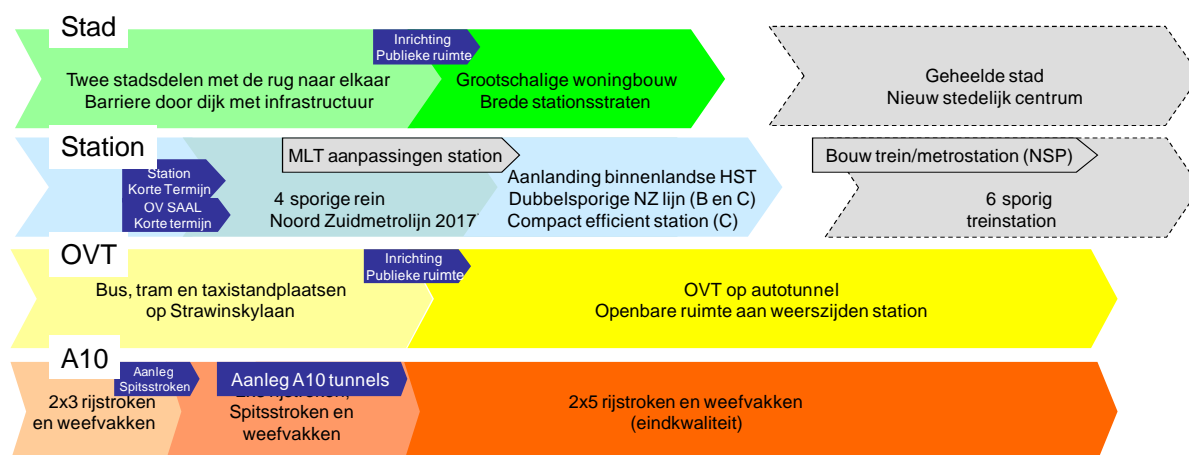 Stad
Inrichting
Publieke ruimte
Twee stadsdelen met de rug naar elkaar
Barriere door dijk met infrastructuur
Grootschalige woningbouw
Brede stationsstraten
Geheelde stad
Nieuw stedelijk centrum
Station
MLT aanpassingen station
Bouw trein/metrostation (NSP)
Station
Korte Termijn
OV SAAL
Korte termijn
4 sporige rein
Noord Zuidmetrolijn 2017
Aanlanding binnenlandse HST
Dubbelsporige NZ lijn (B en C)
Compact efficient station (C)
6 sporig
treinstation
OVT
Inrichting
Publieke ruimte
Bus, tram en taxistandplaatsen
op Strawinskylaan
OVT op autotunnel
Openbare ruimte aan weerszijden station
A10
Aanleg
Spitsstroken
Aanleg A10 tunnels
2x3 rijstroken
en weefvakken
Spitsstroken en
weefvakken
2x5 rijstroken en weefvakken
(eindkwaliteit)